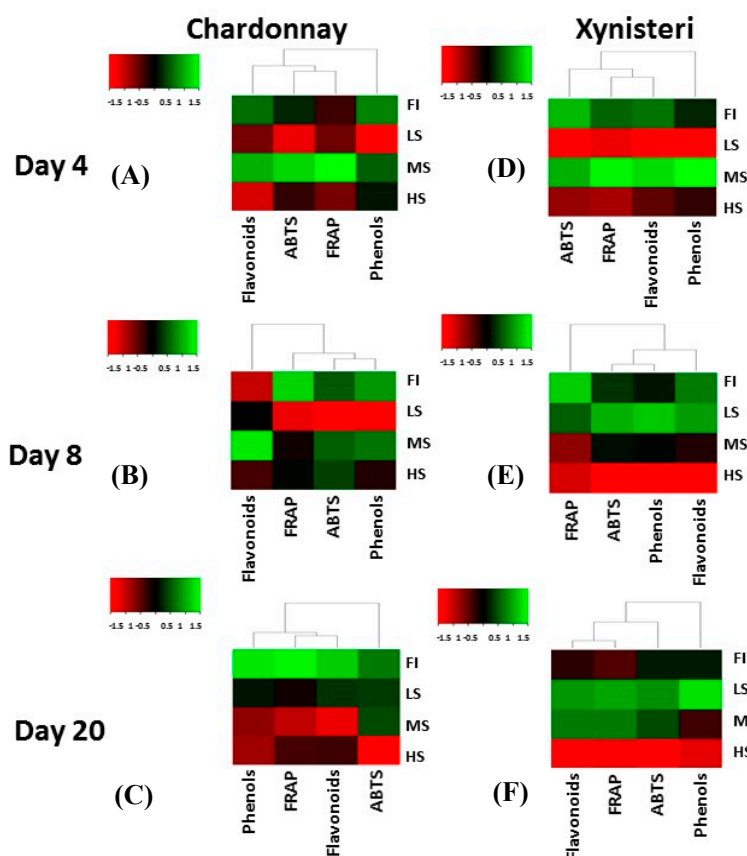 Chardonnay
Xynisteri
-1.5 1 -0.5 0.5 1 1.5
-1.5 1 -0.5 0.5 1 1.5
Day 4
(A)
FI
LS
MS
HS
Flavonoids
ABTS
FRAP
Phenols
(D)
FI
LS
MS
HS
ABTS
FRAP
Flavonoids
Phenols
-1.5 1 -0.5 0.5 1 1.5
-1.5 1 -0.5 0.5 1 1.5
Day 8
(B)
FI
LS
MS
HS
Flavonoids
FRAP
ABTS
Phenols
(E)
FI
LS
MS
HS
FRAP
ABTS
Phenols
Flavonoids
-1.5 1 -0.5 0.5 1 1.5
-1.5 1 -0.5 0.5 1 1.5
Day 20
(C)
FI
LS
MS
HS
Phenols
FRAP
Flavonoids
ABTS
(F)
FI
LS
M
HS
Flavonoids
FRAP
ABTS
Phenols